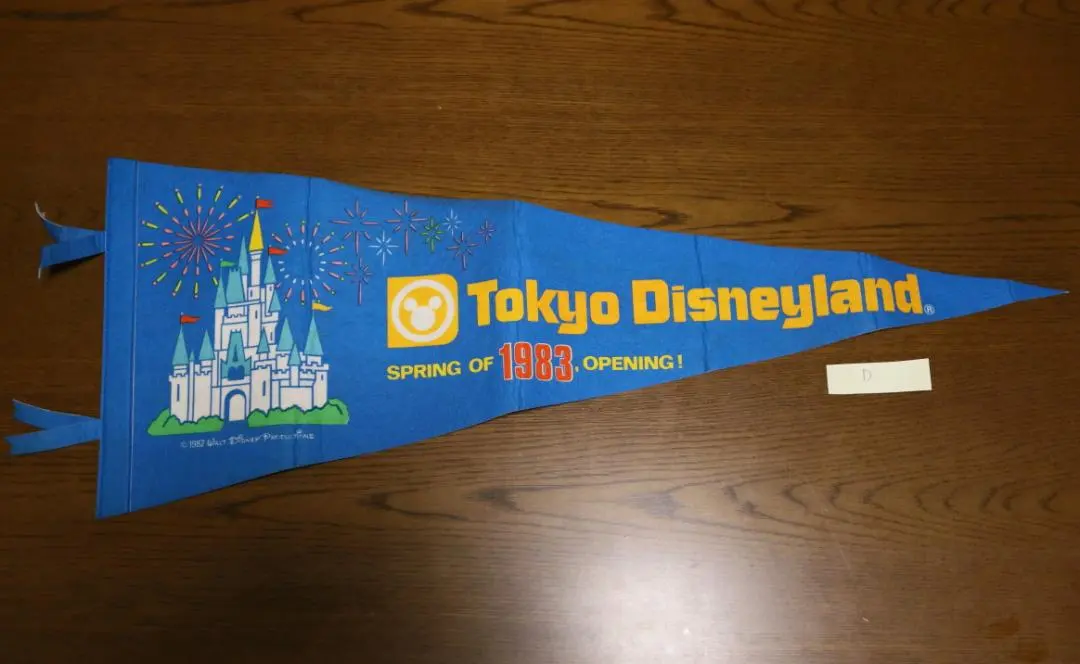 Tokyo Disneyland®
SPRING OF 1983. OPENING!
© 1982 WALT DISNEY PRODUCTIONS
D